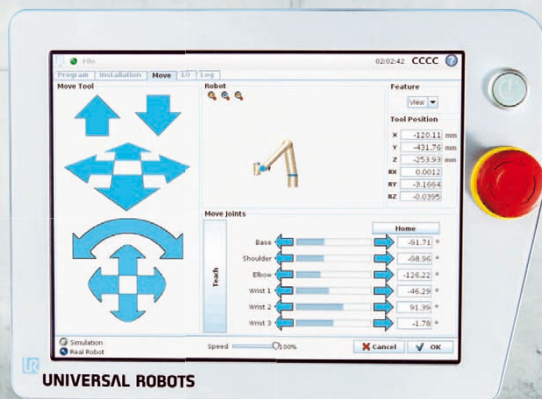 File
02:02:42 CCCC ?
Program Installation Move I/O Log
Move Tool
Robot
Feature
View
Tool Position
X -120.11 mm
Y -431.76 mm
Z -253.93 mm
RX 0.0012
RY -3.1664
RZ -0.0395
Move Joints
Teach
Home
Base -91.71 °
Shoulder -98.96 °
Elbow -126.22 °
Wrist 1 -46.29 °
Wrist 2 91.39 °
Wrist 3 -1.78 °
Simulation
Real Robot
Speed 100%
Cancel
OK
UR
UNIVERSAL ROBOTS